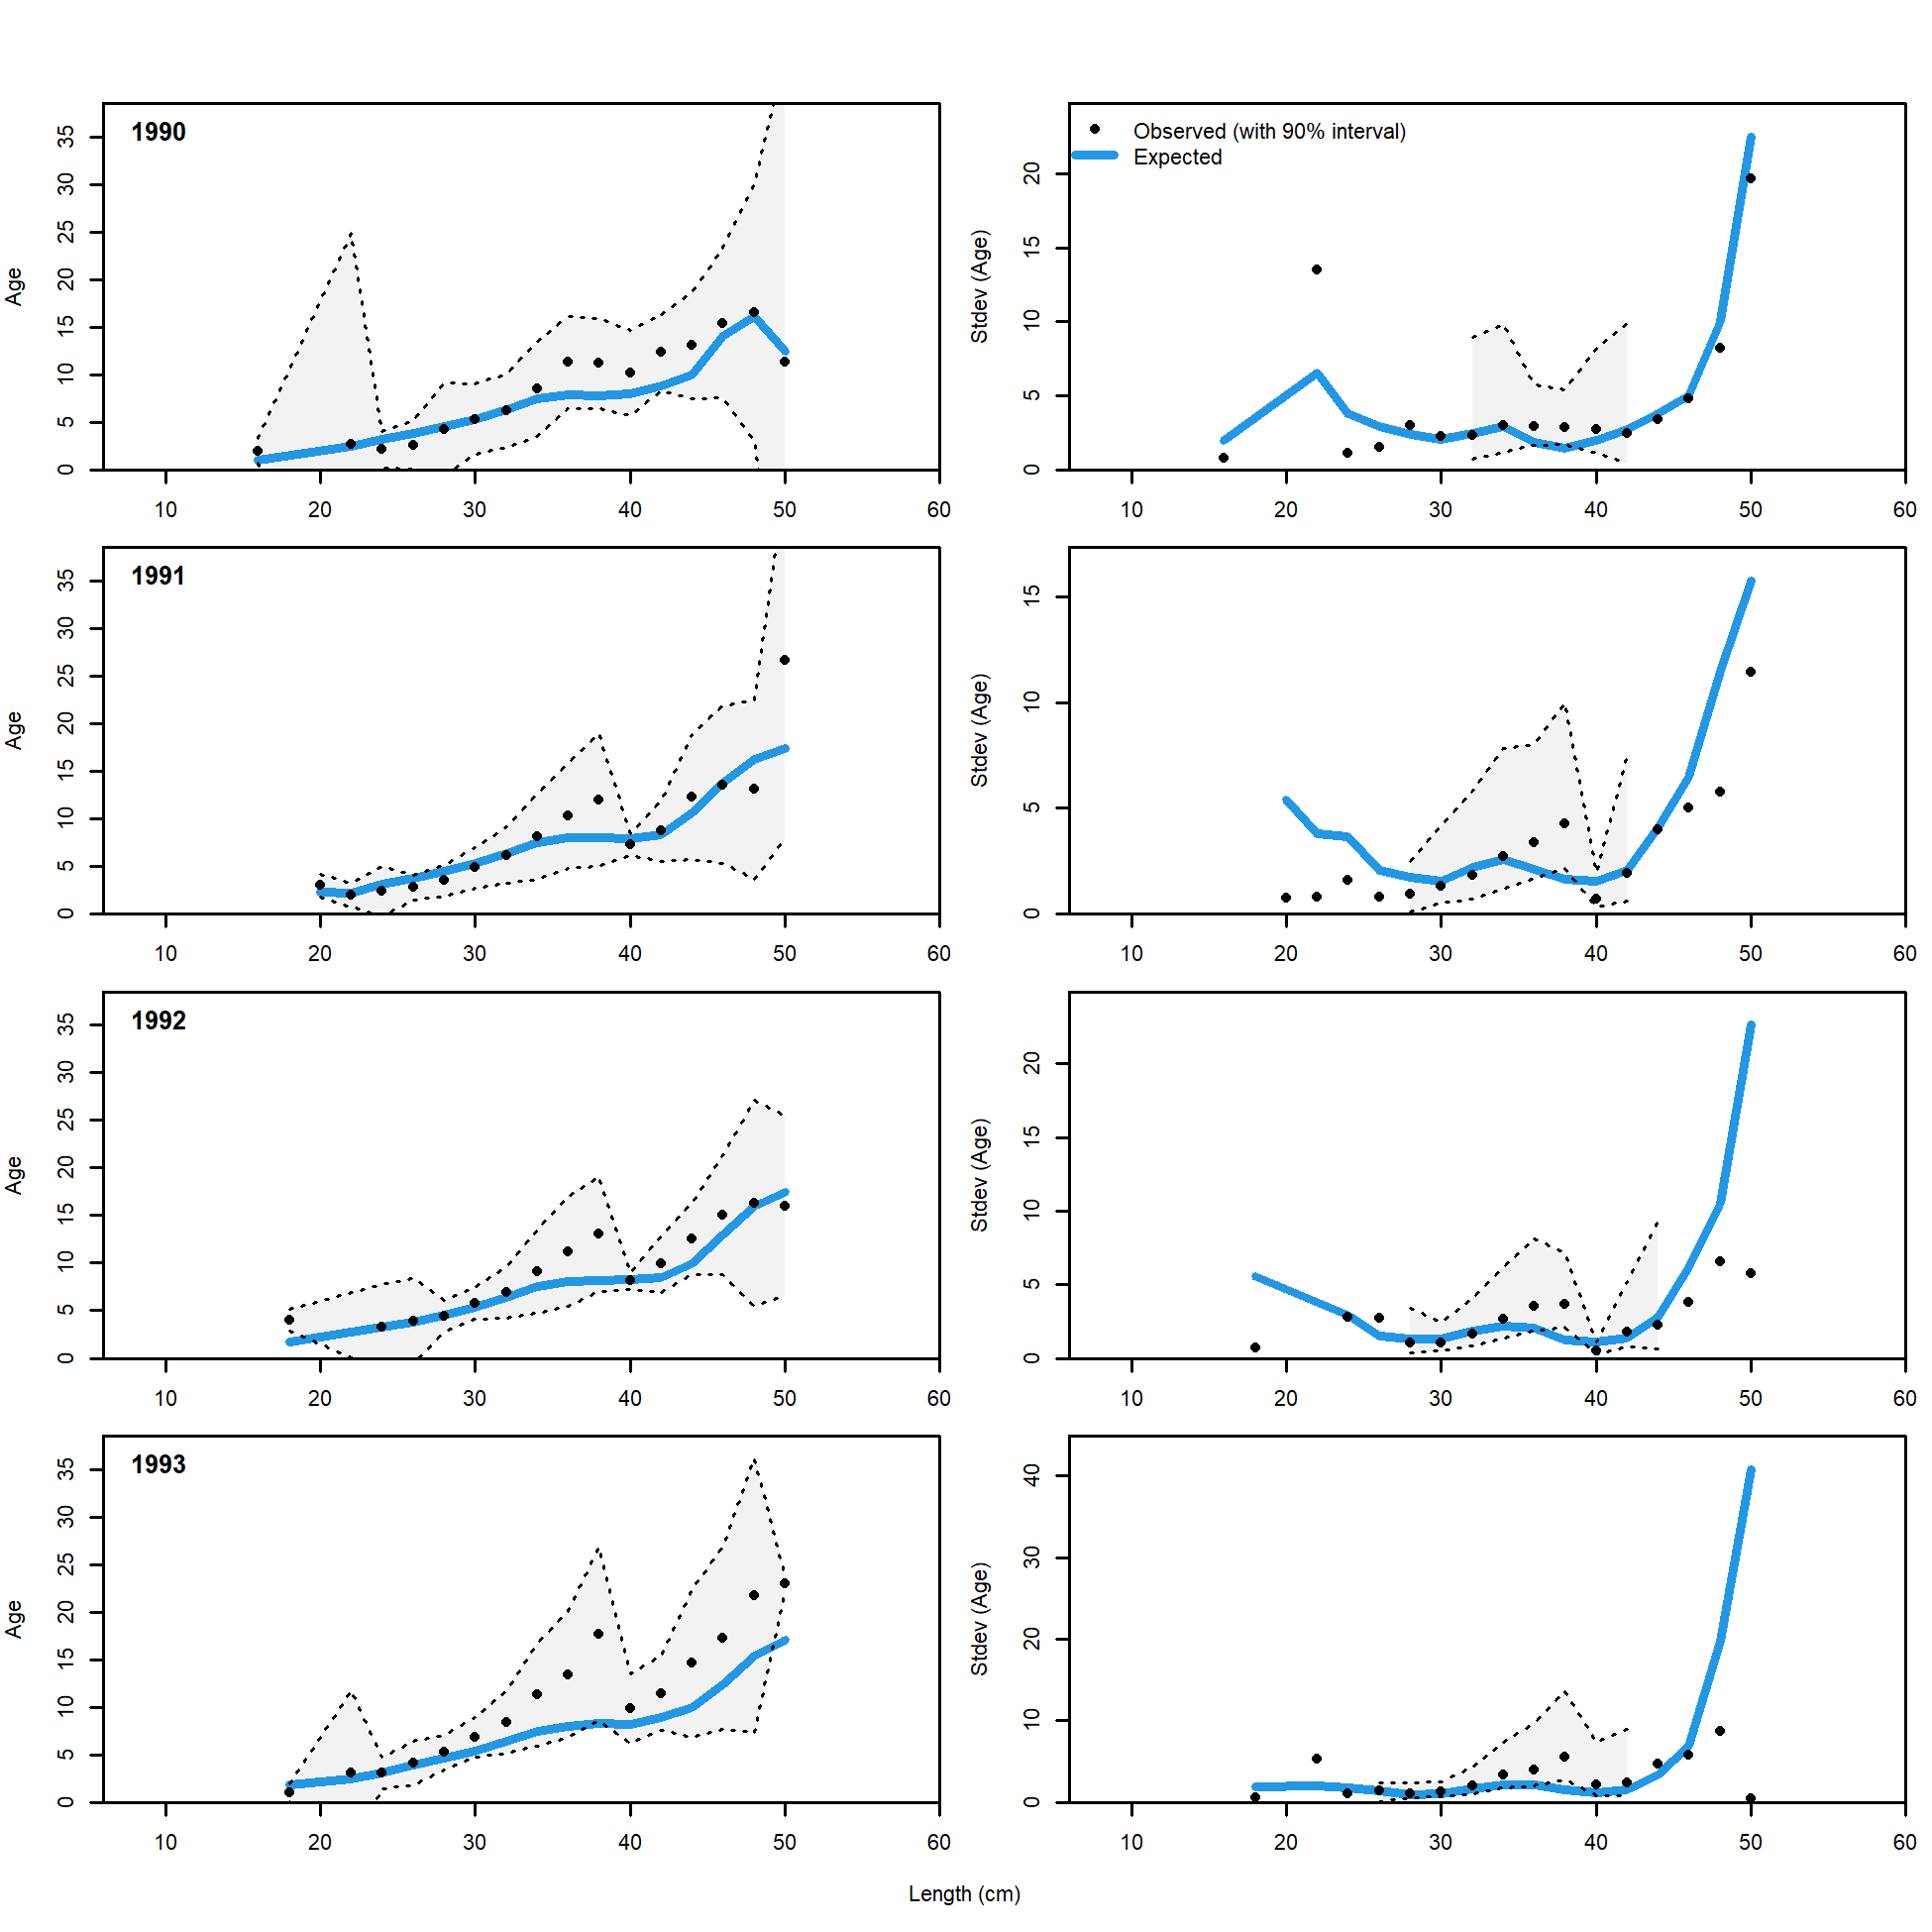 1990
Age
0 5 10 15 20 25 30 35
10 20 30 40 50 60
Observed (with 90% interval)
Expected
Stdev (Age)
0 5 10 15 20
10 20 30 40 50 60
1991
Age
0 5 10 15 20 25 30 35
10 20 30 40 50 60
Stdev (Age)
0 5 10 15
10 20 30 40 50 60
1992
Age
0 5 10 15 20 25 30 35
10 20 30 40 50 60
Stdev (Age)
0 5 10 15 20
10 20 30 40 50 60
1993
Age
0 5 10 15 20 25 30 35
10 20 30 40 50 60
Stdev (Age)
0 10 20 30 40
10 20 30 40 50 60
Length (cm)